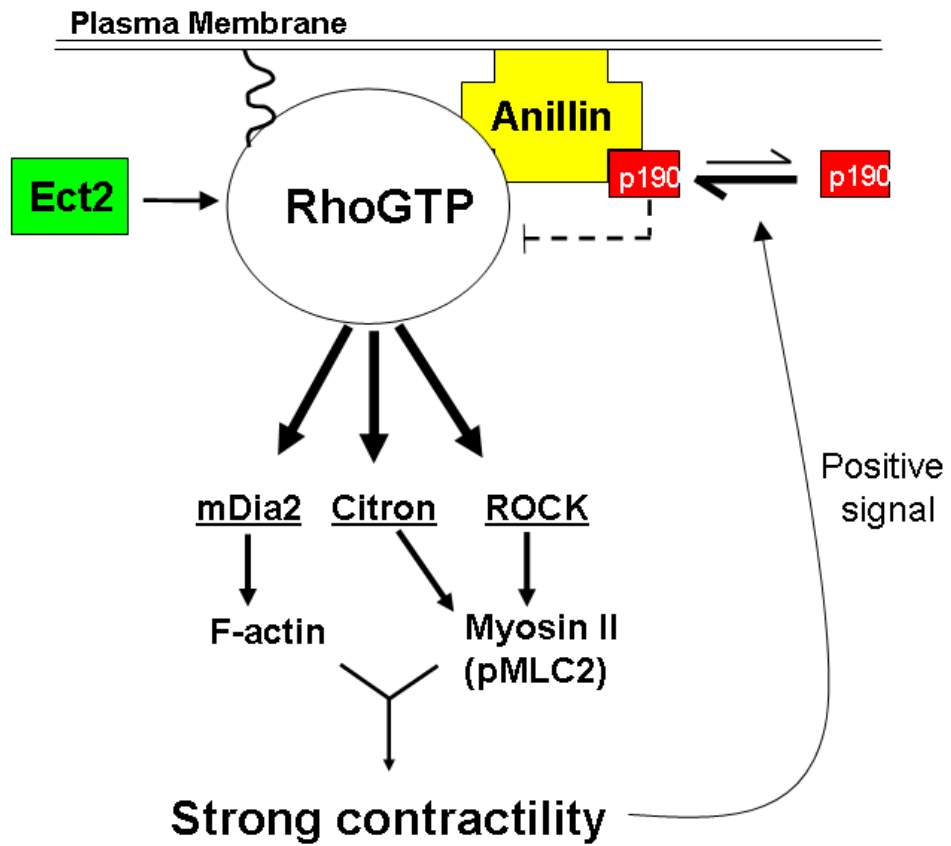 Plasma Membrane
Anillin
Ect2
RhoGTP
p190
p190
Positive
signal
mDia2 Citron ROCK
F-actin
Myosin II
(pMLC2)
Strong contractility